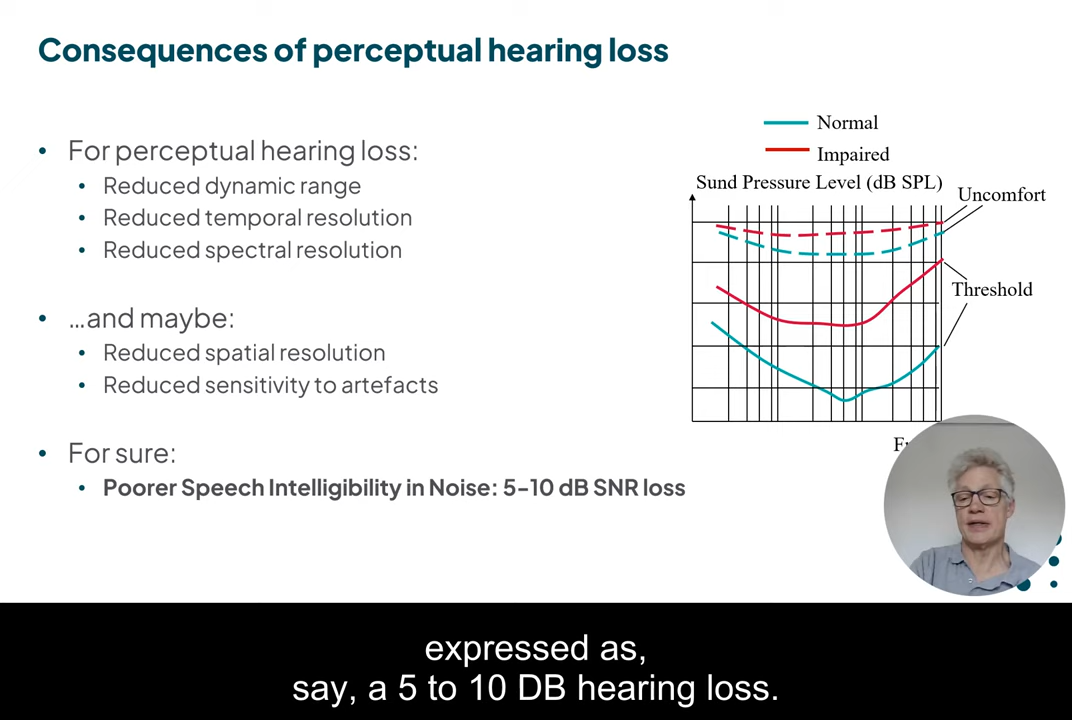 Consequences of perceptual hearing loss
• For perceptual hearing loss:
• Reduced dynamic range
• Reduced temporal resolution
• Reduced spectral resolution
• ...and maybe:
• Reduced spatial resolution
• Reduced sensitivity to artefacts
• For sure:
• Poorer Speech Intelligibility in Noise: 5-10 dB SNR loss
Normal
Impaired
Sund Pressure Level (dB SPL)
Uncomfort
Threshold
expressed as,
say, a 5 to 10 DB hearing loss.